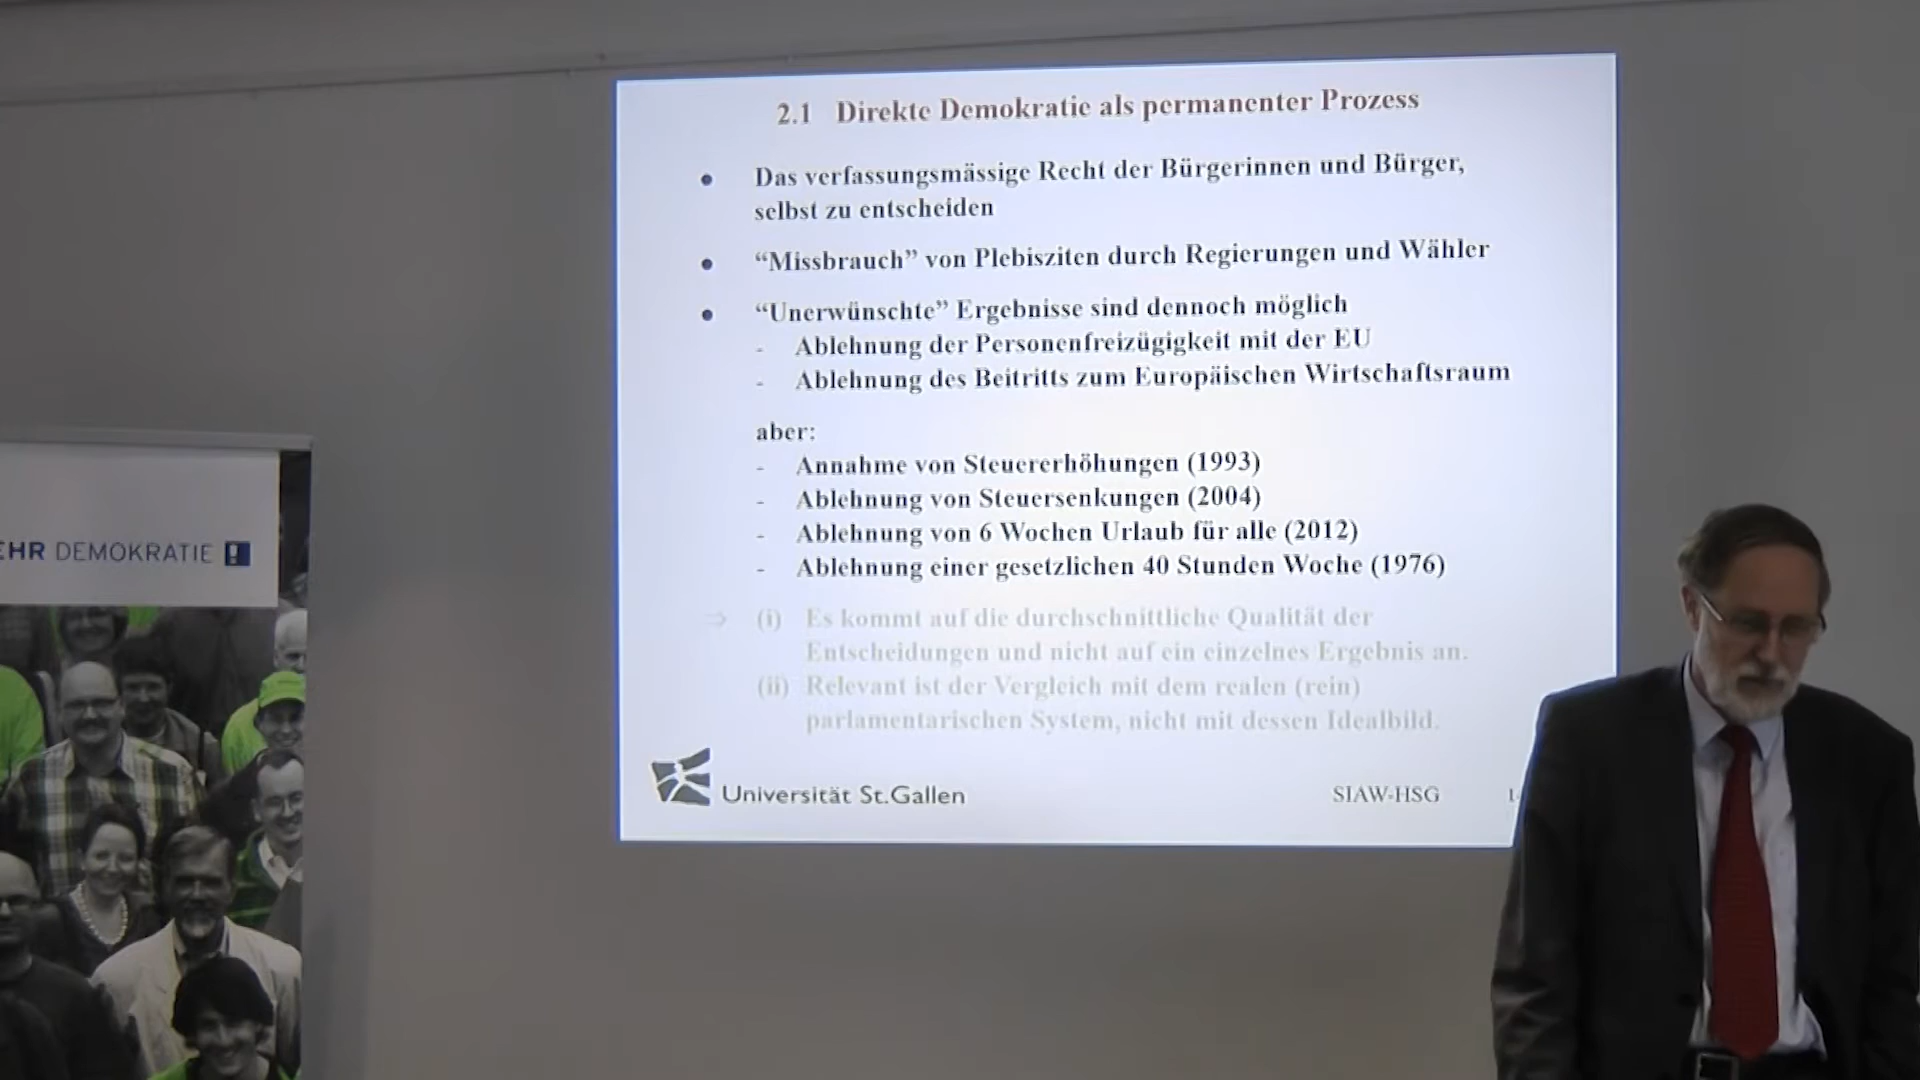 2.1 Direkte Demokratie als permanenter Prozess
• Das verfassungsmässige Recht der Bürgerinnen und Bürger,
selbst zu entscheiden
• “Missbrauch” von Plebisziten durch Regierungen und Wähler
• “Unerwünschte” Ergebnisse sind dennoch möglich
- Ablehnung der Personenfreizügigkeit mit der EU
- Ablehnung des Beitritts zum Europäischen Wirtschaftsraum
aber:
- Annahme von Steuererhöhungen (1993)
- Ablehnung von Steuersenkungen (2004)
- Ablehnung von 6 Wochen Urlaub für alle (2012)
- Ablehnung einer gesetzlichen 40 Stunden Woche (1976)
⇒ (i) Es kommt auf die durchschnittliche Qualität der
Entscheidungen und nicht auf ein einzelnes Ergebnis an.
(ii) Relevant ist der Vergleich mit dem realen (rein)
parlamentarischen System, nicht mit dessen Idealbild.
Universität St.Gallen
SIAW-HSG
EHR DEMOKRATIE !